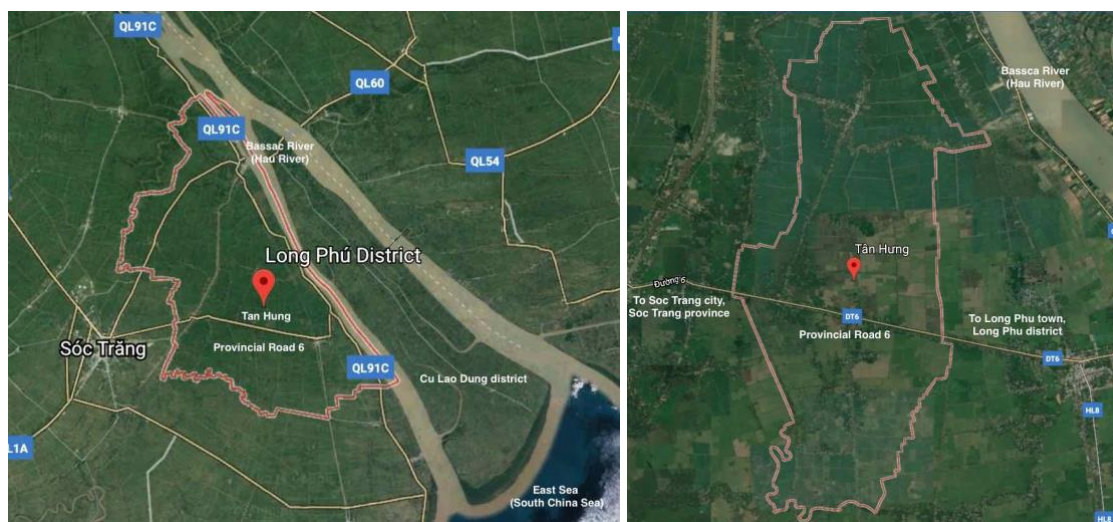 QL91C
QL60
QL91C
Bassac River
(Hau River)
QL54
Long Phú District
Tan Hung
Sóc Trăng
Provincial Road 6
QL91C
Cu Lao Dung district
L1A
East Sea
(South China Sea)
Bassca River
(Hau River)
Tân Hưng
Đường 6
To Soc Trang city,
Soc Trang province
DT6
Provincial Road 6
To Long Phu town,
Long Phu district
DT6
HL8
HL8